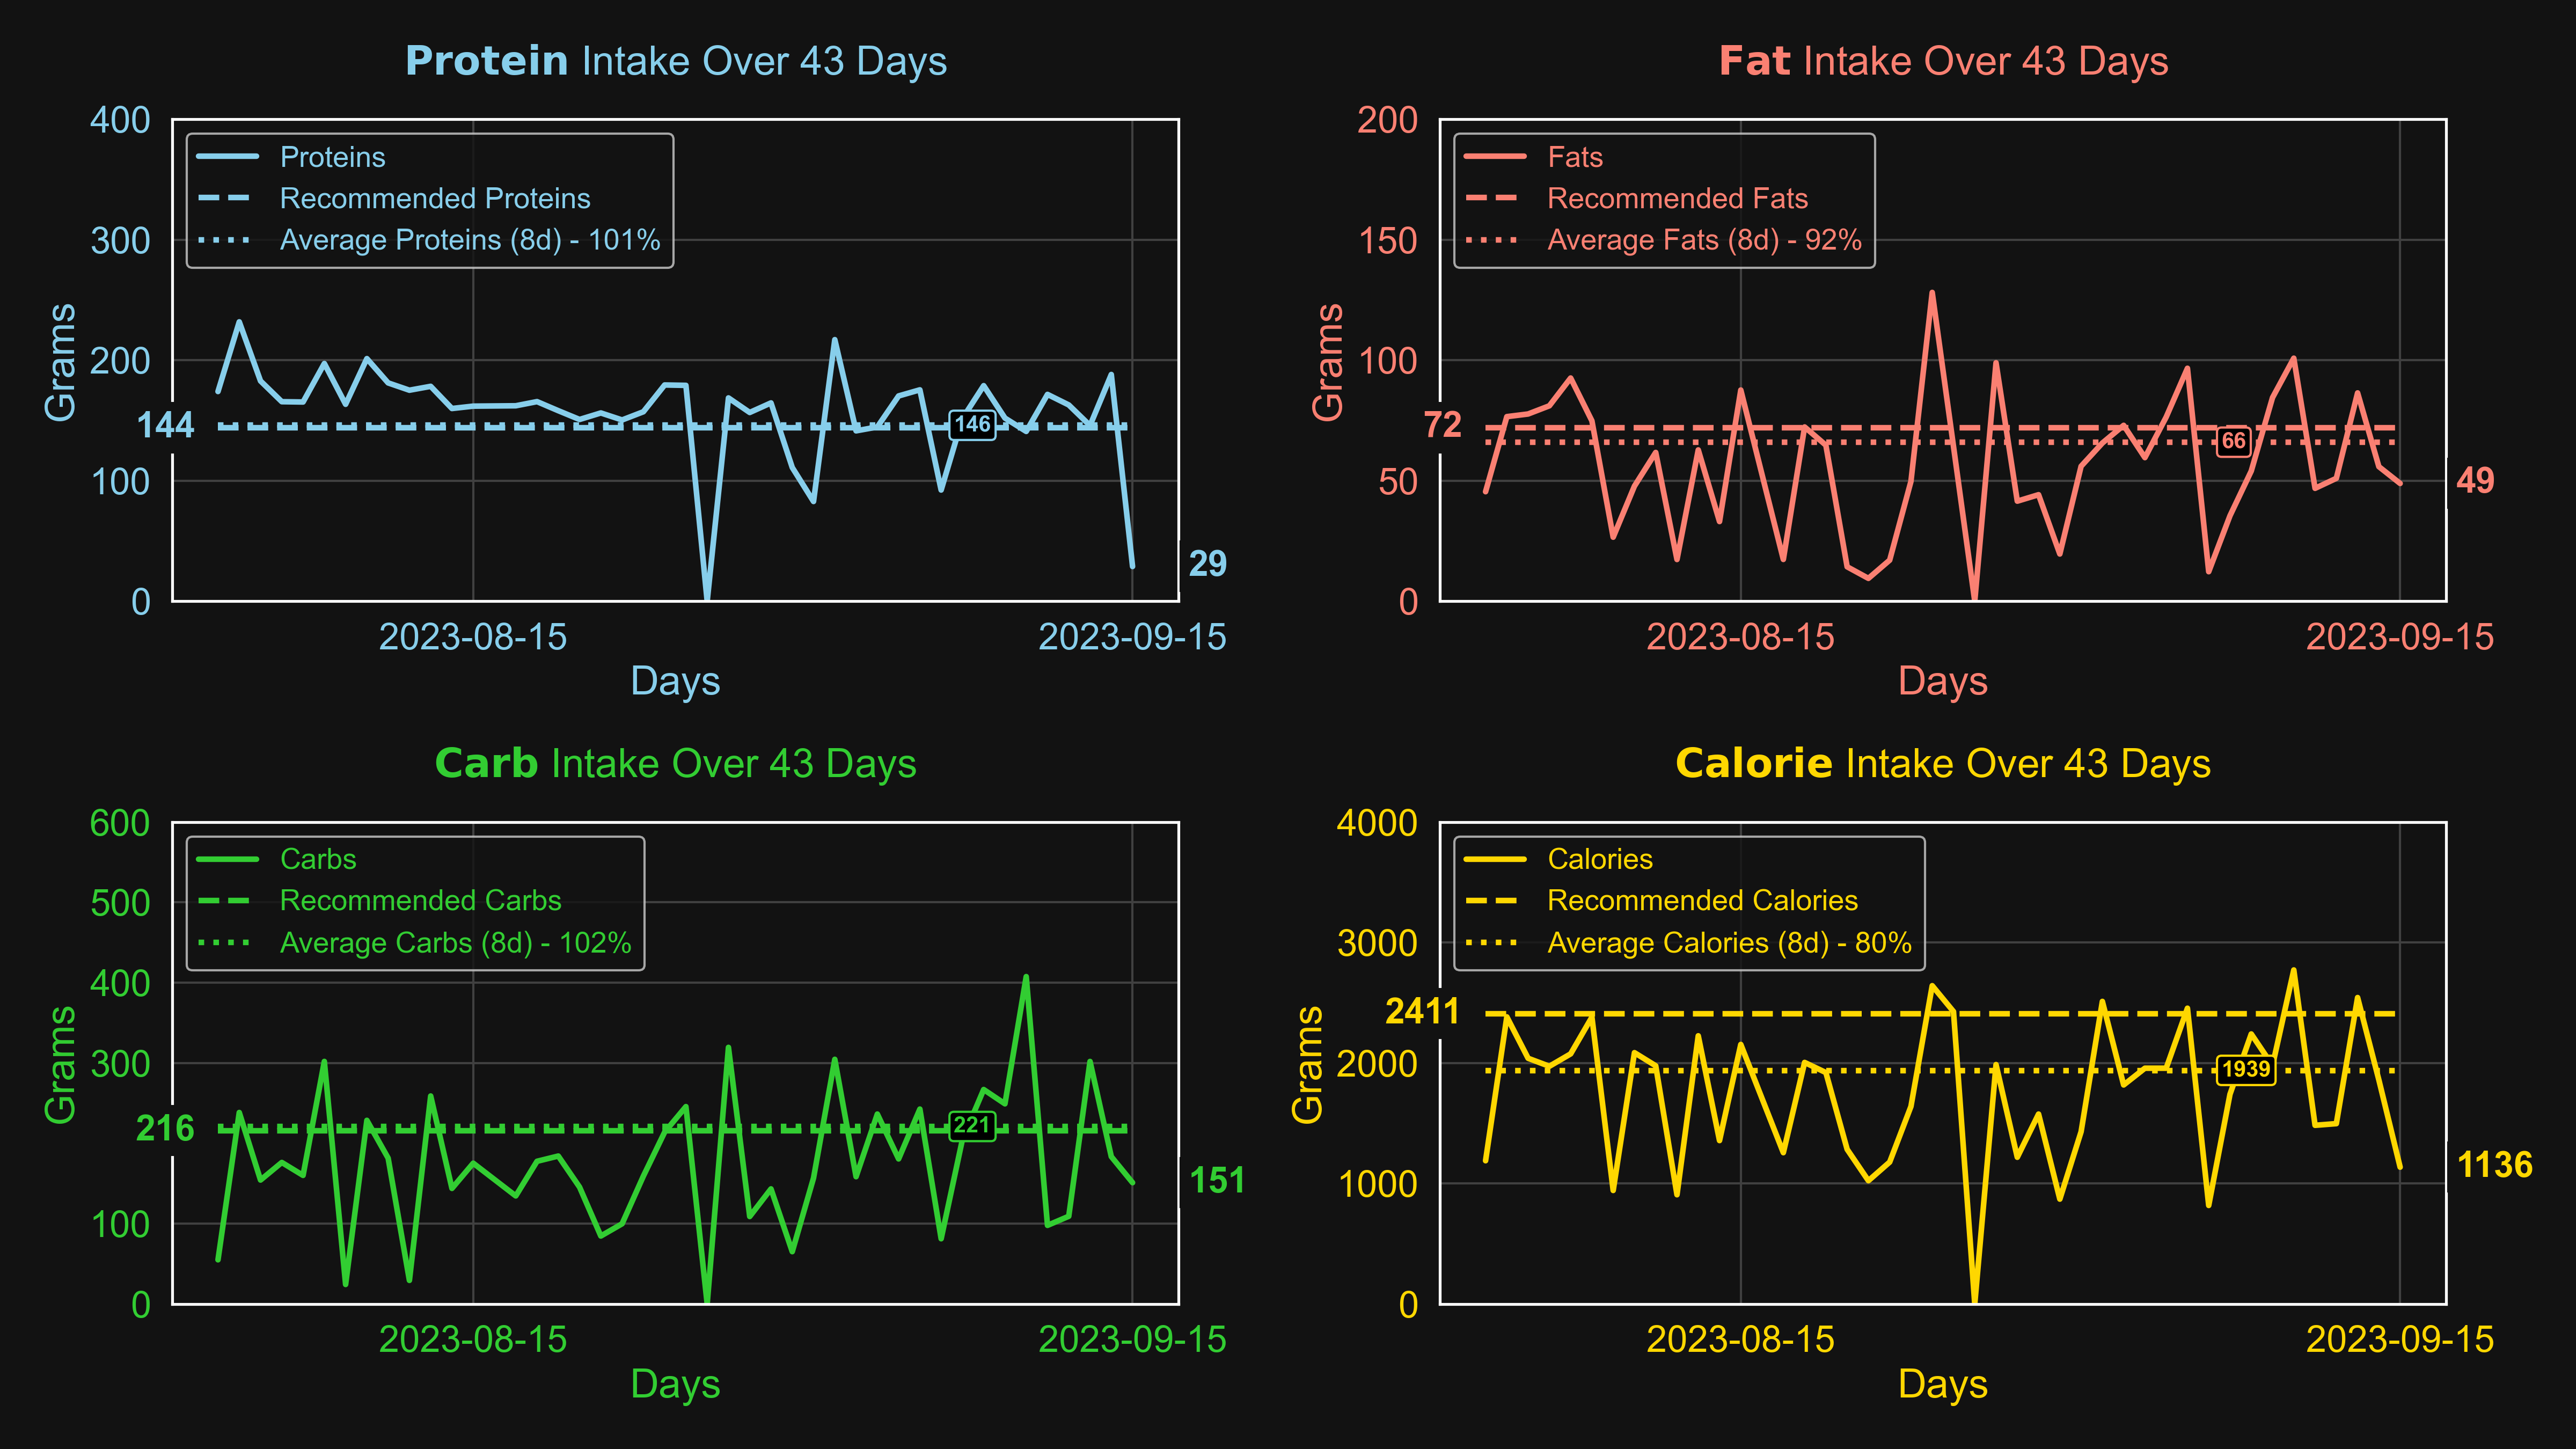 Protein Intake Over 43 Days
400
300
200
100
0
144
Grams
Proteins
Recommended Proteins
Average Proteins (8d) - 101%
146
29
2023-08-15
2023-09-15
Days
Fat Intake Over 43 Days
200
150
100
50
0
72
Grams
Fats
Recommended Fats
Average Fats (8d) - 92%
66
49
2023-08-15
2023-09-15
Days
Carb Intake Over 43 Days
600
500
400
300
100
0
216
Grams
Carbs
Recommended Carbs
Average Carbs (8d) - 102%
221
151
2023-08-15
2023-09-15
Days
Calorie Intake Over 43 Days
4000
3000
2000
1000
0
2411
Grams
Calories
Recommended Calories
Average Calories (8d) - 80%
1939
1136
2023-08-15
2023-09-15
Days